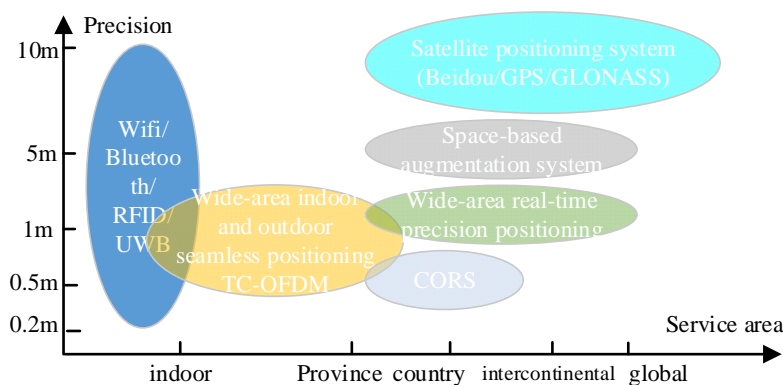 Precision
10m
5m
1m
0.5m
0.2m
Satellite positioning system
(Beidou/GPS/GLONASS)
Wifi/
Bluetoo
th/
RFID/
UWB
Space-based
augmentation system
Wide-area indoor
and outdoor
seamless positioning
TC-OFDM
Wide-area real-time
precision positioning
CORS
Service area
indoor
Province
country
intercontinental
global